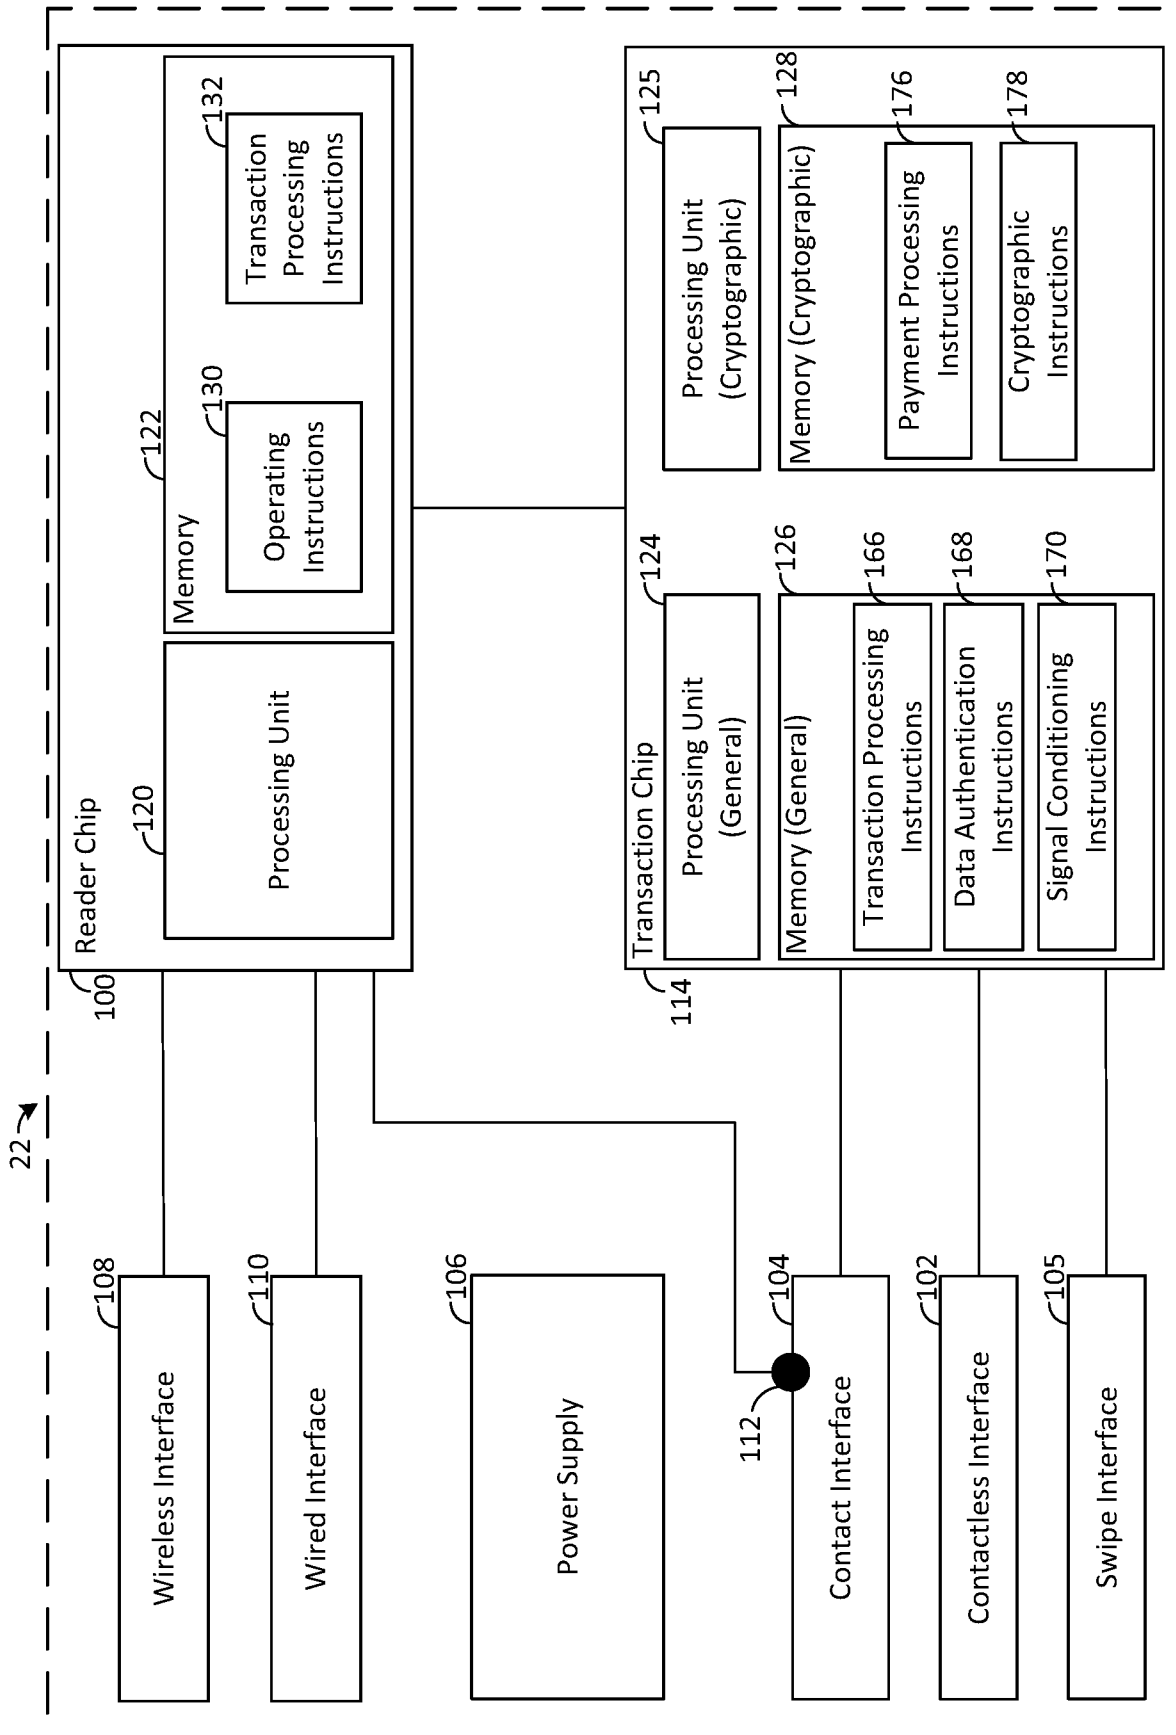 22
Reader Chip
100
120
Processing Unit
122
Memory
130
Operating
Instructions
132
Transaction
Processing
Instructions
108
Wireless Interface
110
Wired Interface
106
Power Supply
112
104
Contact Interface
102
Contactless Interface
105
Swipe Interface
114
Transaction Chip
124
Processing Unit
(General)
125
Processing Unit
(Cryptographic)
126
Memory (General)
166
Transaction Processing
Instructions
168
Data Authentication
Instructions
170
Signal Conditioning
Instructions
128
Memory (Cryptographic)
176
Payment Processing
Instructions
178
Cryptographic
Instructions